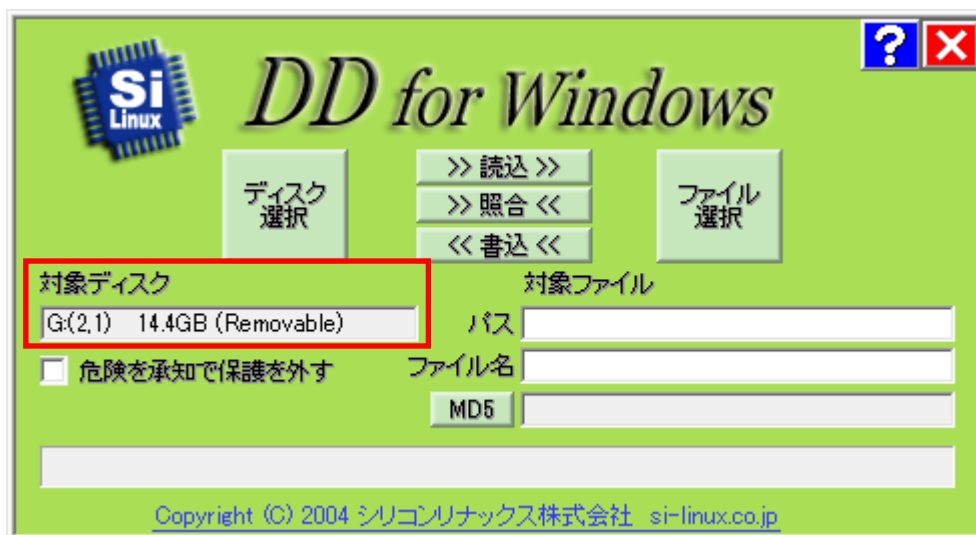 Si
Linux
DD for Windows
?
ディスク
選択
>> 読込 >>
>> 照合 <<
<< 書込 <<
ファイル
選択
対象ディスク
G:(2,1) 14.4GB (Removable)
危険を承知で保護を外す
対象ファイル
パス
ファイル名
MD5
Copyright (C) 2004 シリコンリナックス株式会社 si-linux.co.jp